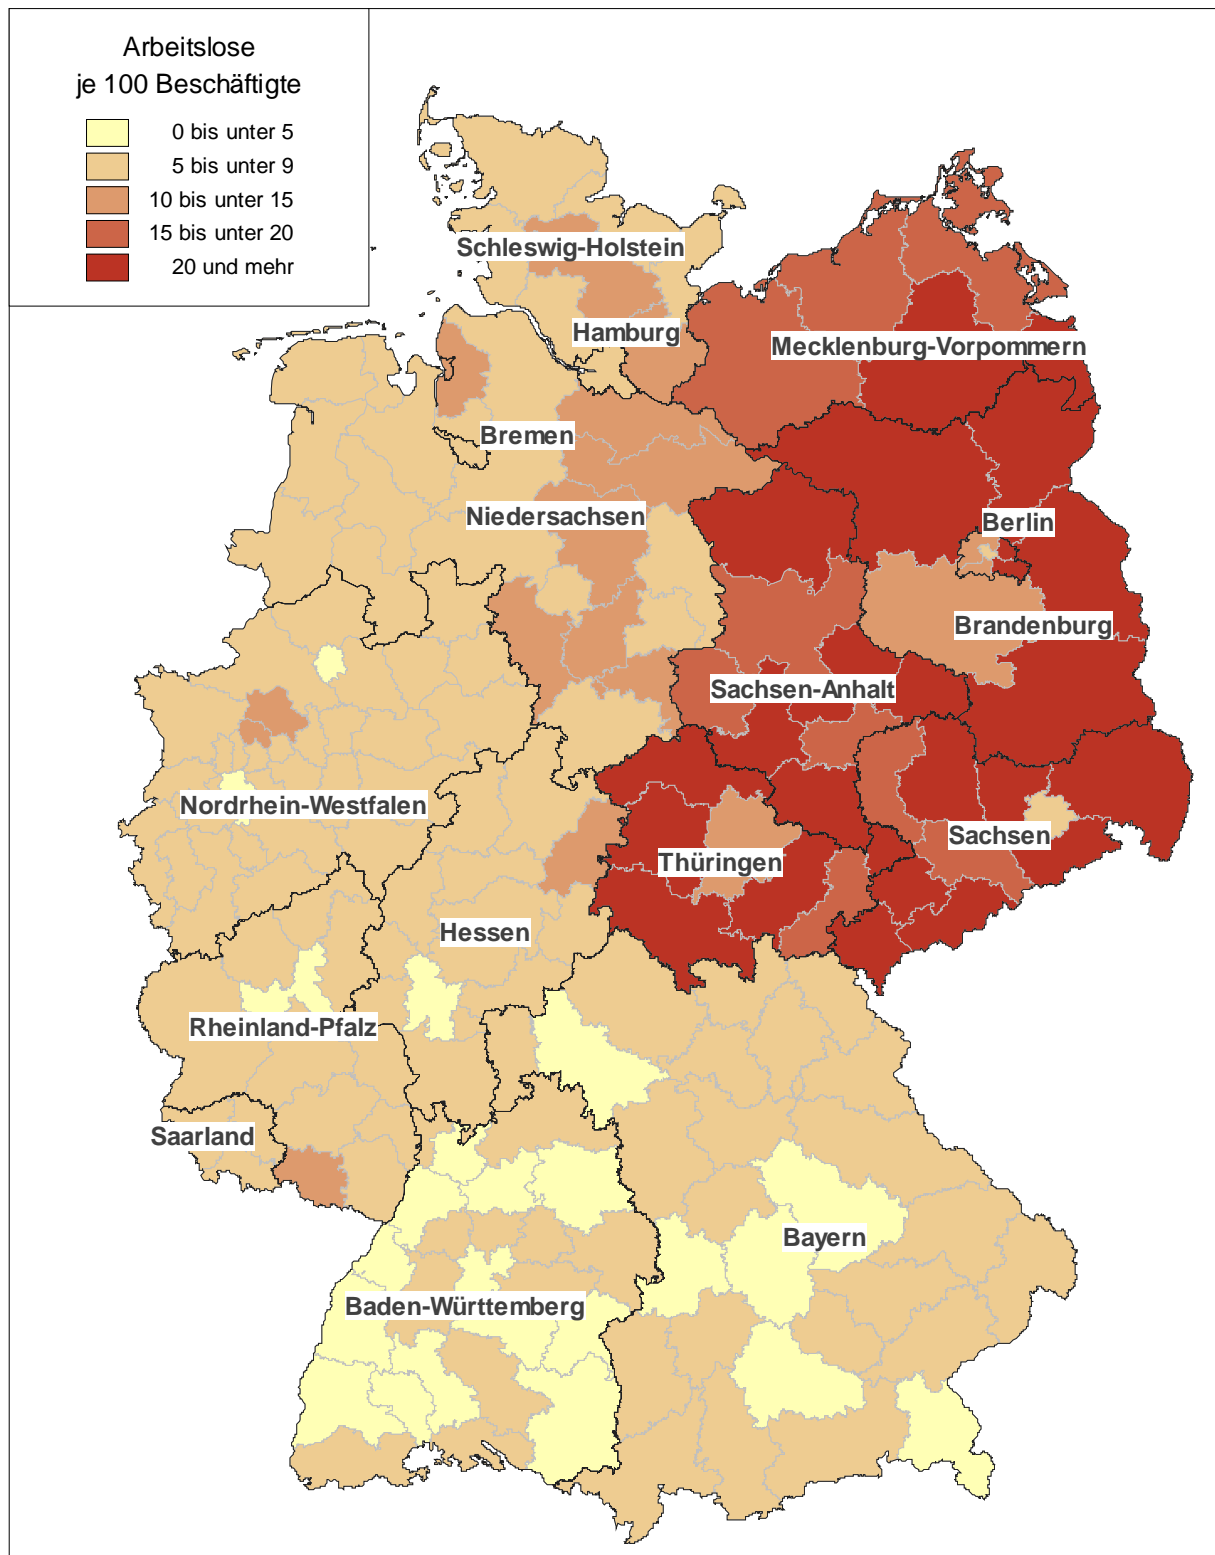 Arbeitslose
je 100 Beschäftigte
0 bis unter 5
5 bis unter 9
10 bis unter 15
15 bis unter 20
20 und mehr
Schleswig-Holstein
Hamburg
Mecklenburg-Vorpommern
Bremen
Niedersachsen
Berlin
Brandenburg
Sachsen-Anhalt
Nordrhein-Westfalen
Sachsen
Thüringen
Hessen
Rheinland-Pfalz
Saarland
Bayern
Baden-Württemberg